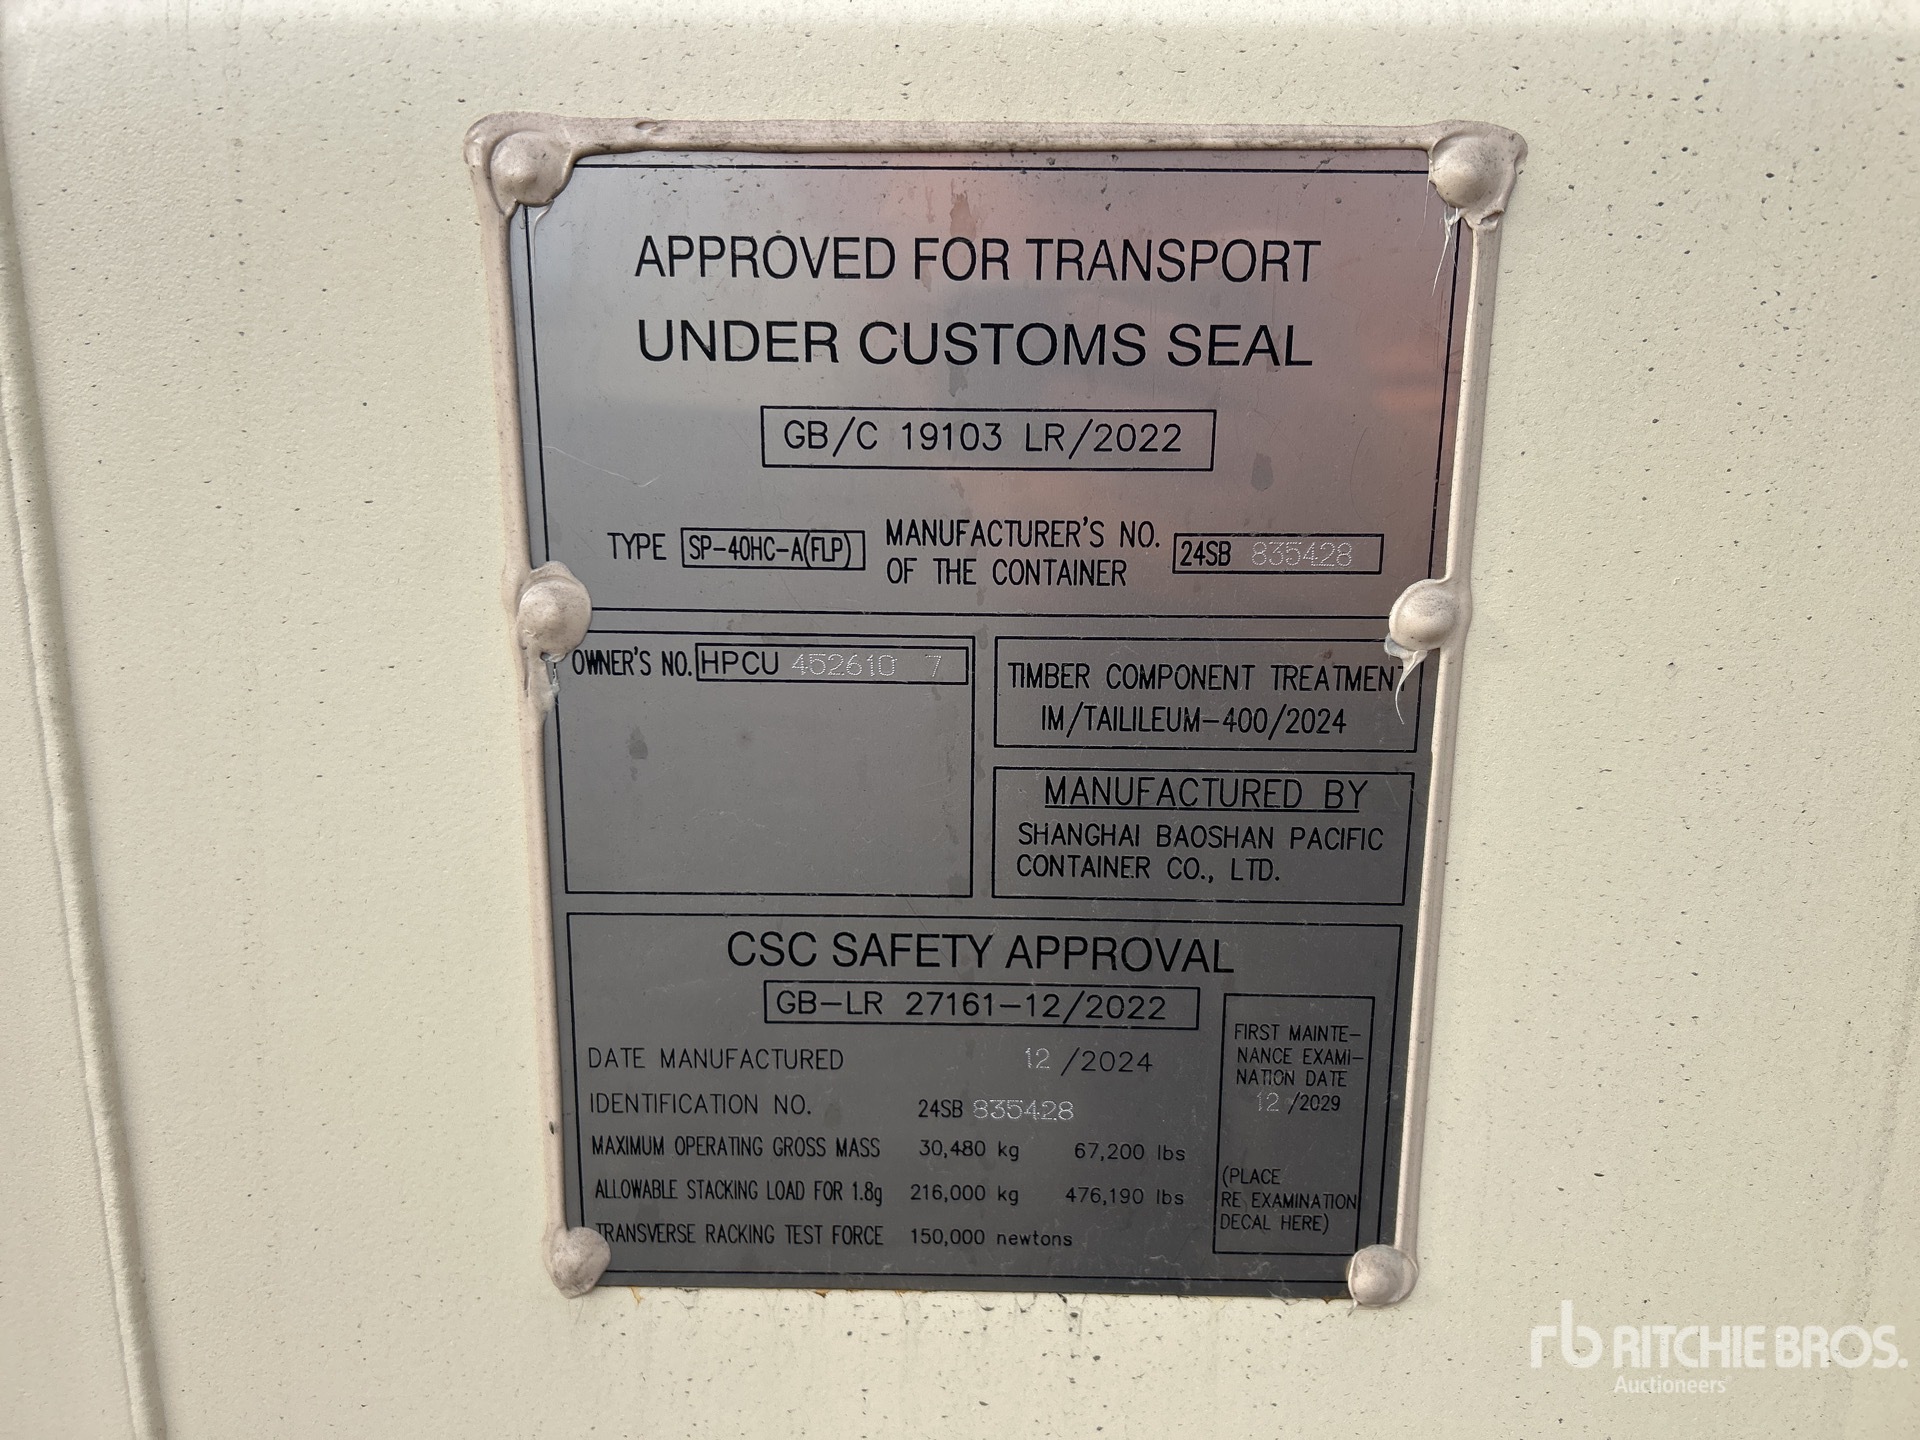 APPROVED FOR TRANSPORT
UNDER CUSTOMS SEAL
GB/C 19103 LR/2022
TYPE SP-40HC-A(FLP) MANUFACTURER'S NO. OF THE CONTAINER 24SB 835428
OWNER'S NO. HPCU 452610 7
TIMBER COMPONENT TREATMENT
IM/TAILILEUM-400/2024
MANUFACTURED BY
SHANGHAI BAOSHAN PACIFIC
CONTAINER CO., LTD.
CSC SAFETY APPROVAL
GB-LR 27161-12/2022
DATE MANUFACTURED 12 /2024
IDENTIFICATION NO. 24SB 835428
MAXIMUM OPERATING GROSS MASS 30,480 kg 67,200 lbs
ALLOWABLE STACKING LOAD FOR 1.8g 216,000 kg 476,190 lbs
TRANSVERSE RACKING TEST FORCE 150,000 newtons
FIRST MAINTE-
NANCE EXAMI-
NATION DATE
12 /2029
(PLACE
RE EXAMINATION
DECAL HERE)
rb RITCHIE BROS.
Auctioneers